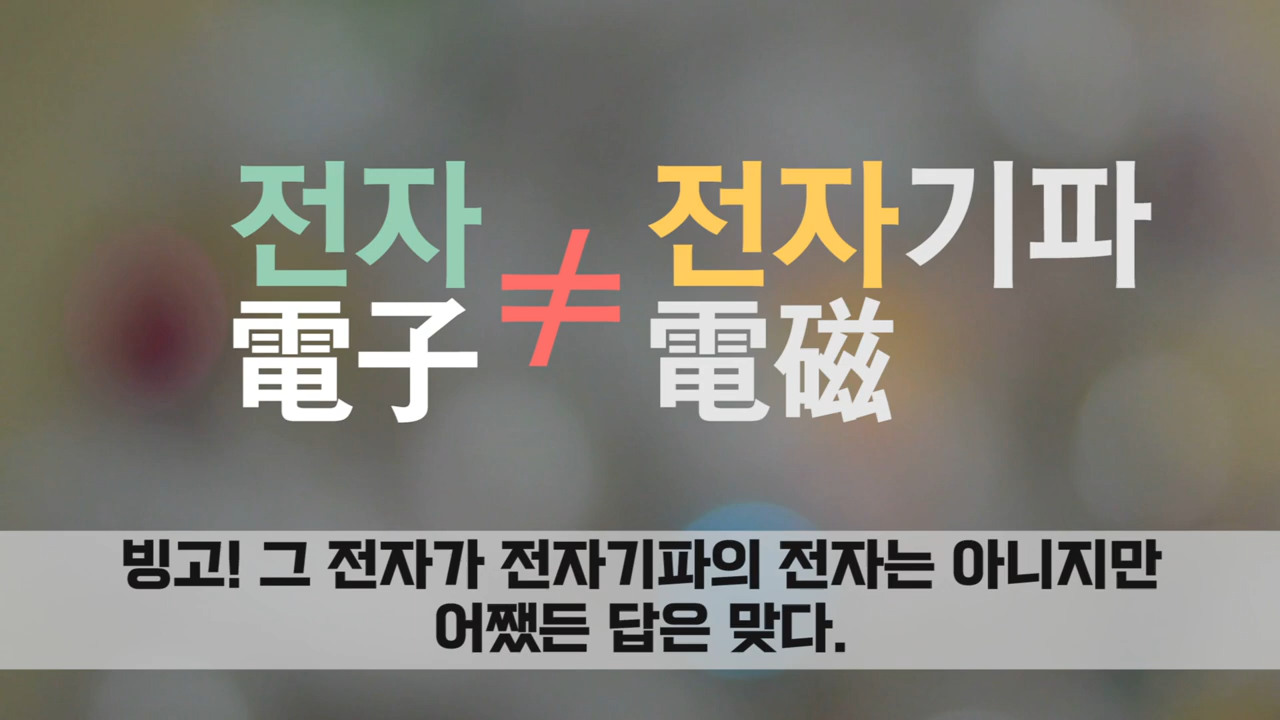 전자 ≠ 전자기파
電子 電磁
빙고! 그 전자가 전자기파의 전자는 아니지만
어쨌든 답은 맞다.